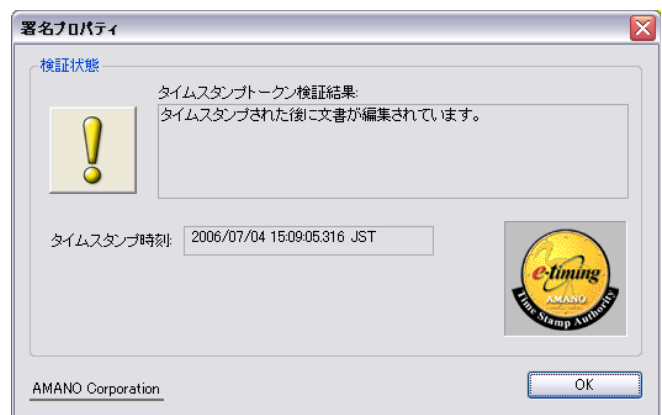 署名プロパティ
検証状態
タイムスタンプトークン検証結果:
タイムスタンプされた後に文書が編集されています。
タイムスタンプ時刻:
2006/07/04 15:09:05.316 JST
e-timing
AMANO
Time Stamp Authority
AMANO Corporation
OK